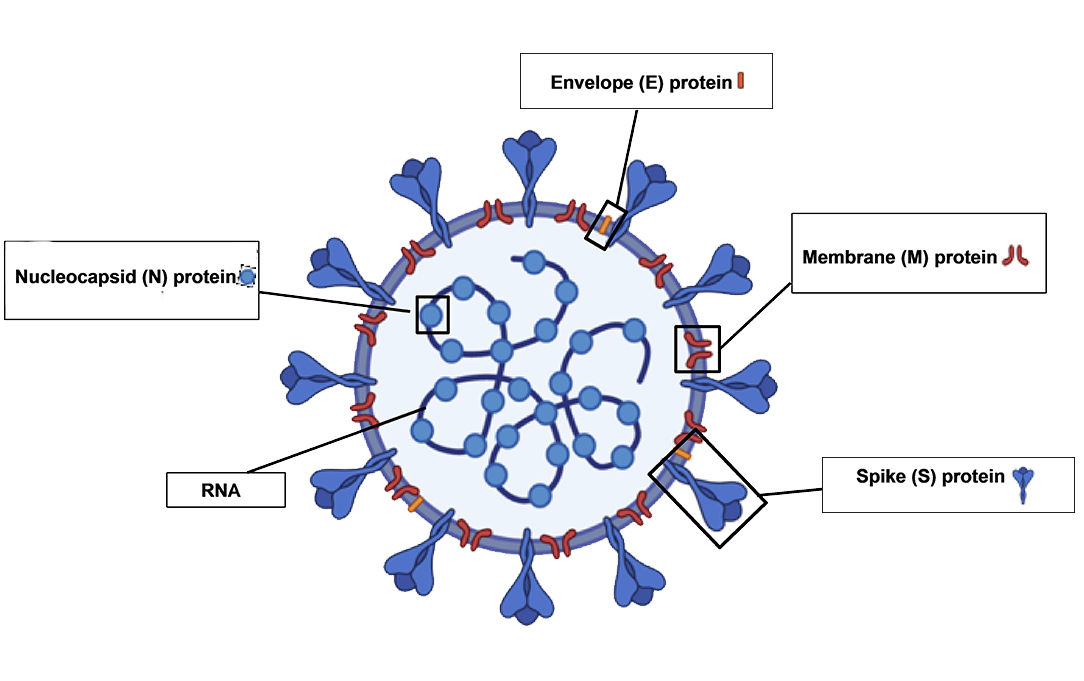 Envelope (E) protein
Membrane (M) protein
Nucleocapsid (N) protein
Spike (S) protein
RNA